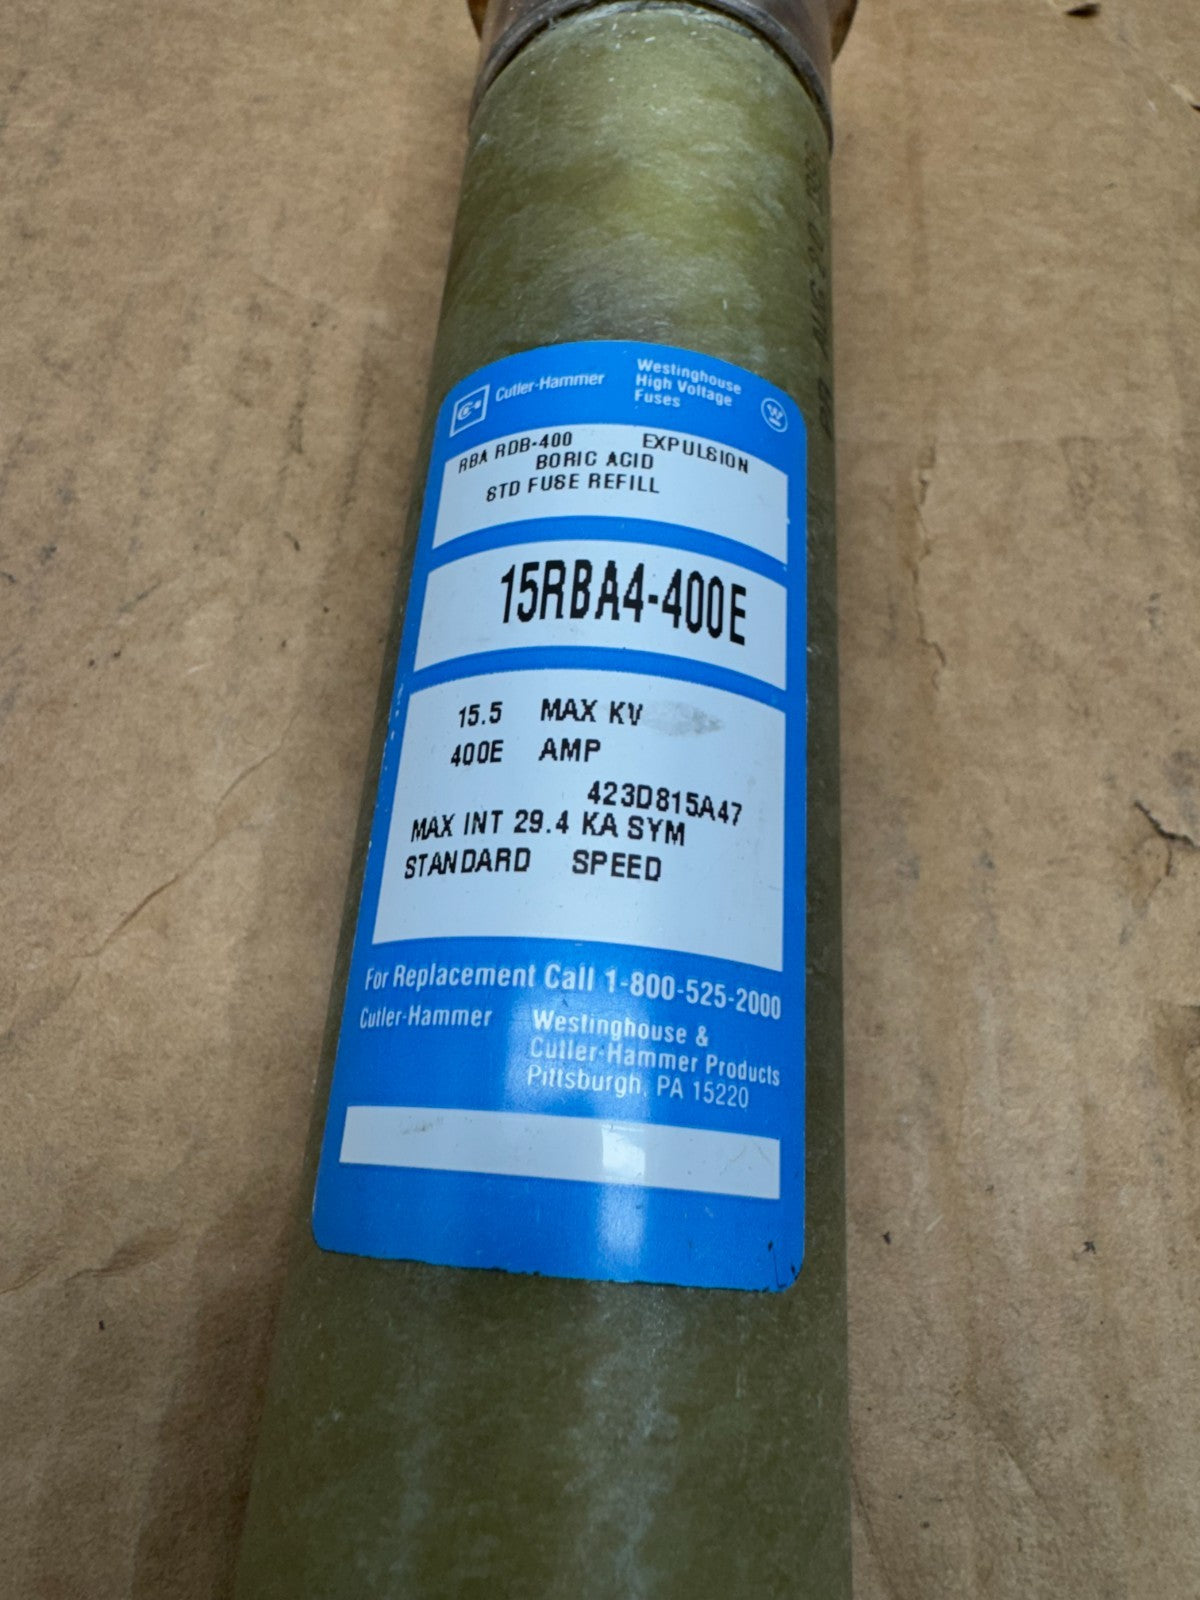 Cutler-Hammer
Westinghouse
High Voltage
Fuses
RBA RDB-400 EXPULSION
BORIC ACID
STD FUSE REFILL
15RBA4-400E
15.5 MAX KV
400E AMP
423D815A47
MAX INT 29.4 KA SYM
STANDARD SPEED
For Replacement Call 1-800-525-2000
Cutler-Hammer
Westinghouse &
Cutler-Hammer Products
Pittsburgh, PA 15220